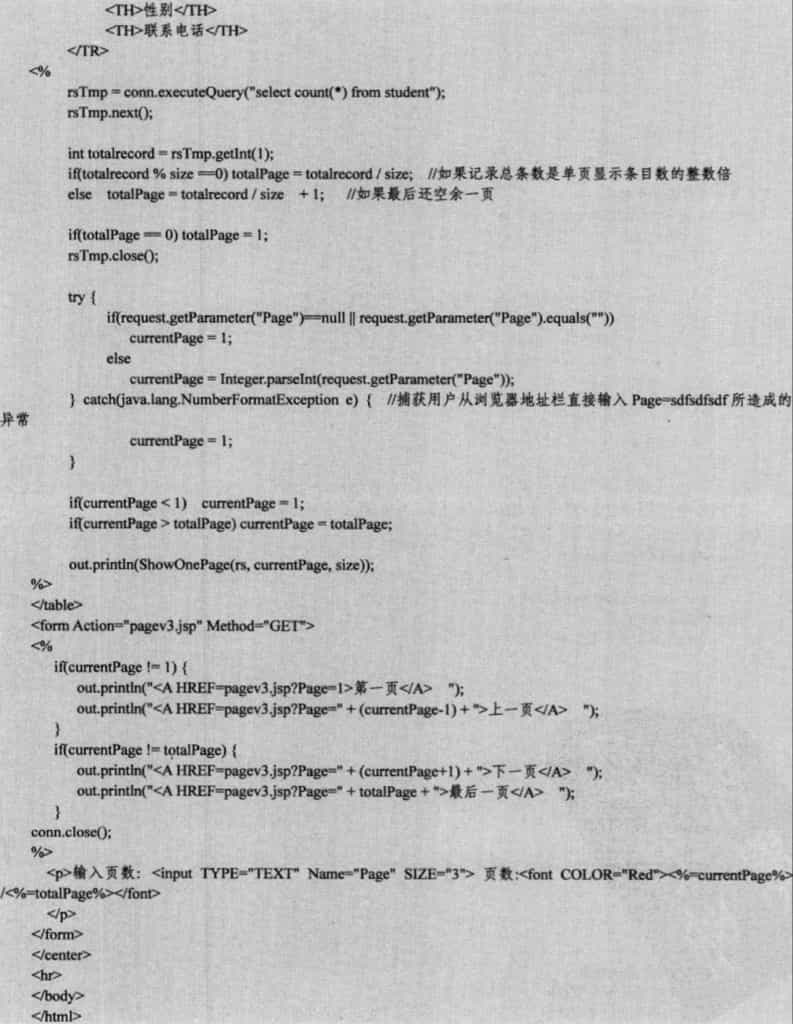 <TH>性别</TH>
<TH>联系电话</TH>
</TR>
<%
rsTmp = conn.executeQuery("select count(*) from student");
rsTmp.next();
int totalrecord = rsTmp.getInt(1);
if(totalrecord % size ==0) totalPage = totalrecord / size; //如果记录总条数是单页显示条目数的整数倍
else totalPage = totalrecord / size + 1; //如果最后还空余一页
if(totalPage == 0) totalPage = 1;
rsTmp.close();
try {
if(request.getParameter("Page")==null || request.getParameter("Page").equals(""))
currentPage = 1;
else
currentPage = Integer.parseInt(request.getParameter("Page"));
} catch(java.lang.NumberFormatException e) { //捕获用户从浏览器地址栏直接输入 Page=sdfsdfsdf 所造成的
异常
currentPage = 1;
}
if(currentPage < 1) currentPage = 1;
if(currentPage > totalPage) currentPage = totalPage;
out.println(ShowOnePage(rs, currentPage, size));
%>
</table>
<form Action="pagev3.jsp" Method="GET">
<%
if(currentPage != 1) {
out.println("<A HREF=pagev3.jsp?Page=1>第一页</A> ");
out.println("<A HREF=pagev3.jsp?Page=" + (currentPage-1) + ">上一页</A> ");
}
if(currentPage != totalPage) {
out.println("<A HREF=pagev3.jsp?Page=" + (currentPage+1) + ">下一页</A> ");
out.println("<A HREF=pagev3.jsp?Page=" + totalPage + ">最后一页</A> ");
}
conn.close();
%>
<p>输入页数: <input TYPE="TEXT" Name="Page" SIZE="3"> 页数:<font COLOR="Red"><%=currentPage%>
/<%=totalPage%></font>
</p>
</form>
</center>
<hr>
</body>
</html>